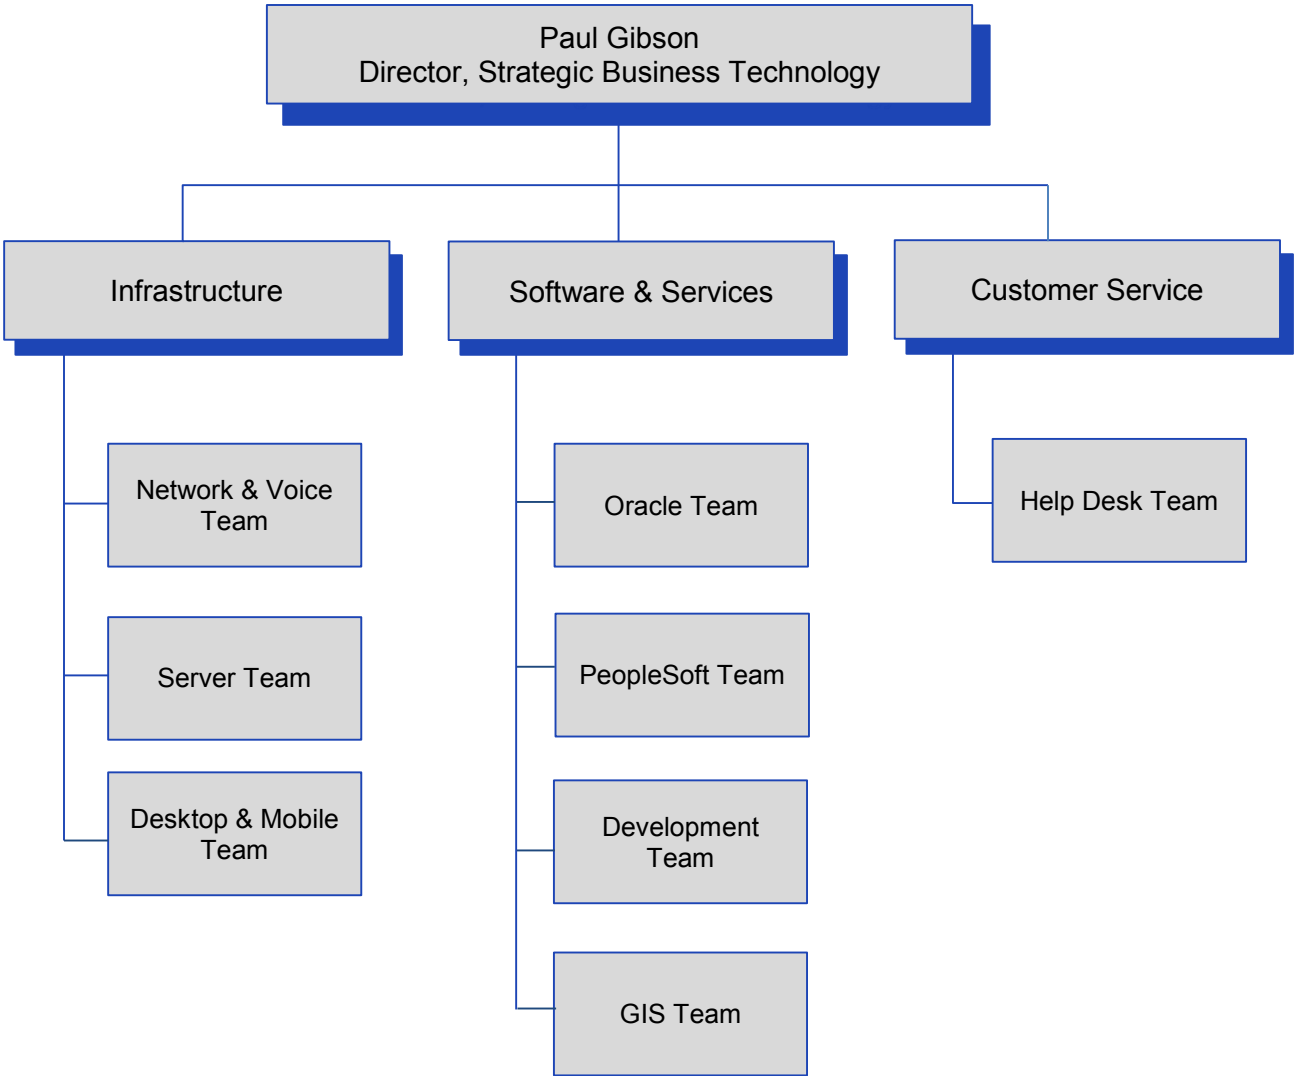 Paul Gibson
Director, Strategic Business Technology
Infrastructure
Software & Services
Customer Service
Network & Voice
Team
Server Team
Desktop & Mobile
Team
Oracle Team
PeopleSoft Team
Development
Team
GIS Team
Help Desk Team